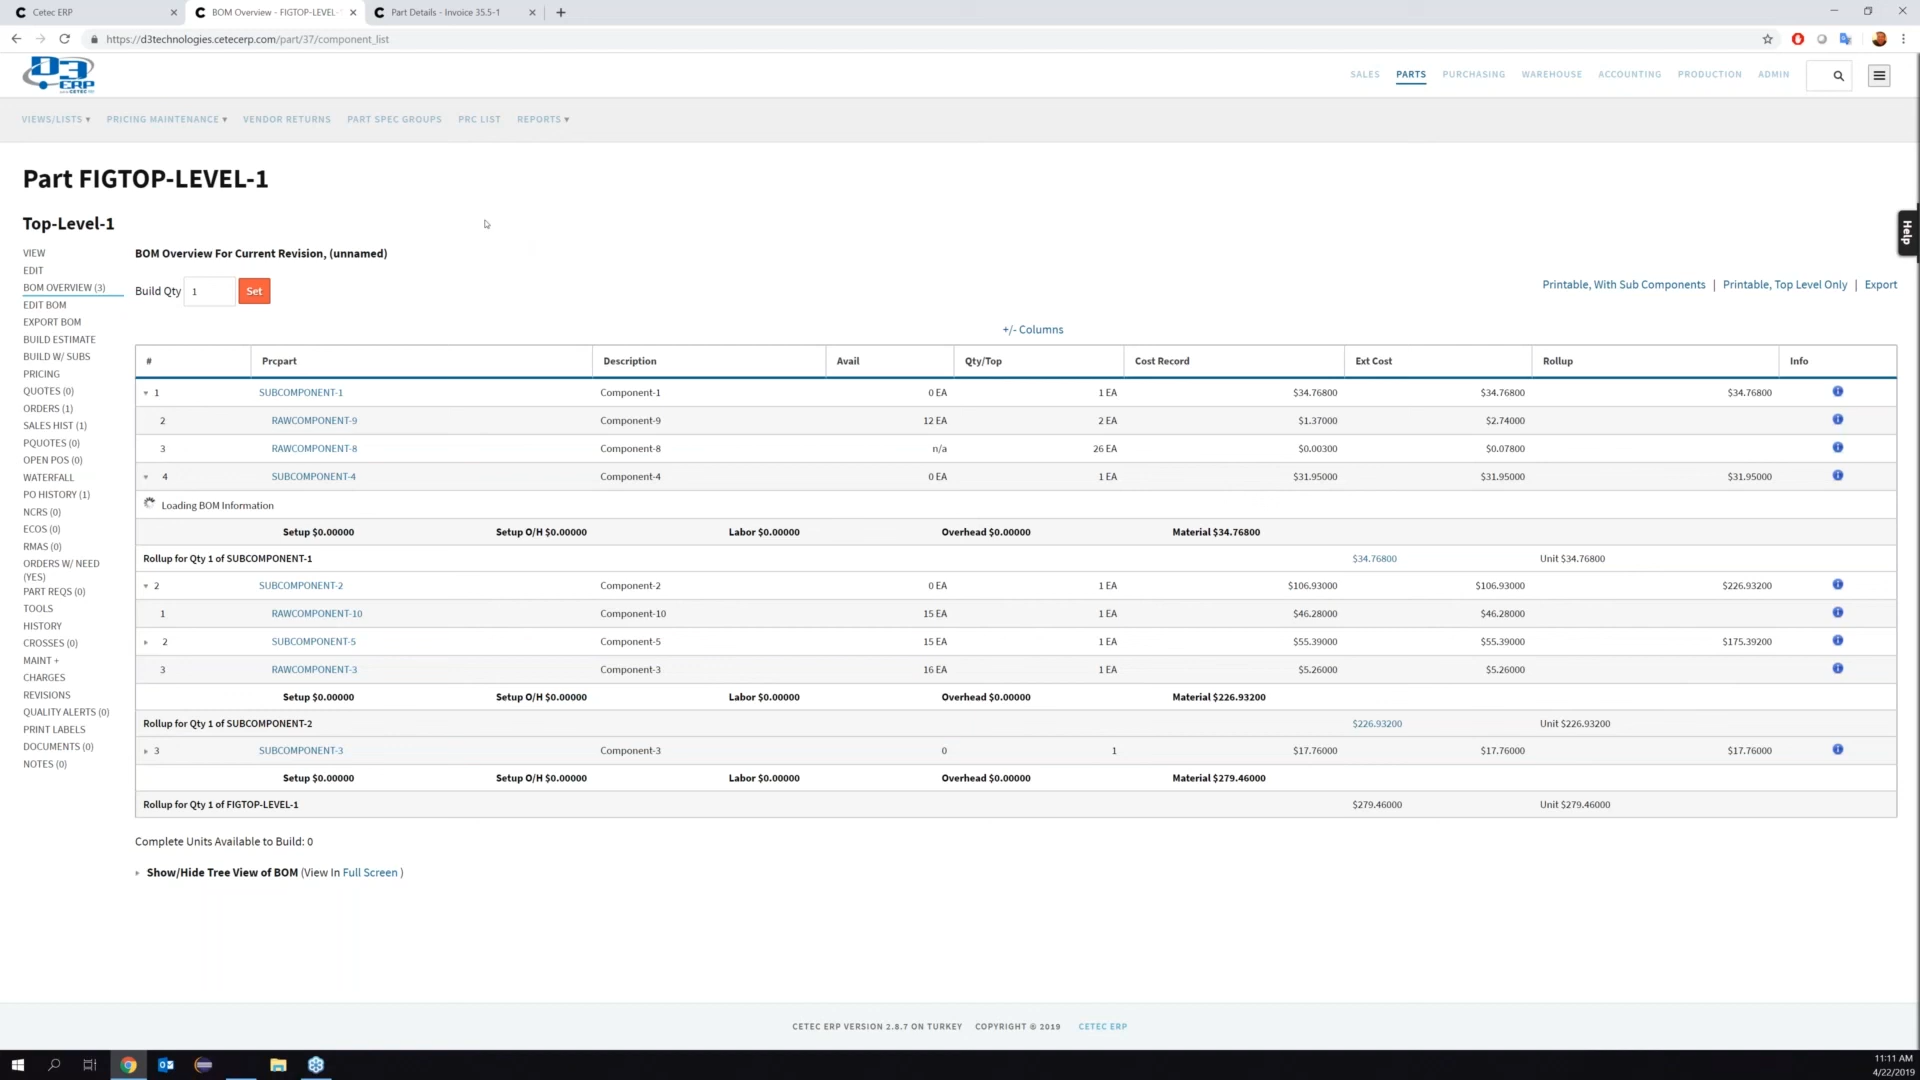 Cetec ERP
BOM Overview - FIGTOP-LEVEL-
Part Details - Invoice 35.5-1
https://d3technologies.cetecerp.com/part/37/component_list
D3
ERP
SALES PARTS PURCHASING WAREHOUSE ACCOUNTING PRODUCTION ADMIN
VIEWS/LISTS ▾ PRICING MAINTENANCE ▾ VENDOR RETURNS PART SPEC GROUPS PRC LIST REPORTS ▾
Part FIGTOP-LEVEL-1
Top-Level-1
Help
VIEW
EDIT
BOM OVERVIEW (3)
EDIT BOM
EXPORT BOM
BUILD ESTIMATE
BUILD W/ SUBS
PRICING
QUOTES (0)
ORDERS (1)
SALES HIST (1)
PQUOTES (0)
OPEN POS (0)
WATERFALL
PO HISTORY (1)
NCRS (0)
ECOS (0)
RMAS (0)
ORDERS W/ NEED
(YES)
PART REQS (0)
TOOLS
HISTORY
CROSSES (0)
MAINT +
CHARGES
REVISIONS
QUALITY ALERTS (0)
PRINT LABELS
DOCUMENTS (0)
NOTES (0)
BOM Overview For Current Revision, (unnamed)
Build Qty 1 Set
Printable, With Sub Components | Printable, Top Level Only | Export
+/- Columns
# Prcpart Description Avail Qty/Top Cost Record Ext Cost Rollup Info
1 SUBCOMPONENT-1 Component-1 0 EA 1 EA $34.76800 $34.76800 $34.76800
2 RAWCOMPONENT-9 Component-9 12 EA 2 EA $1.37000 $2.74000
3 RAWCOMPONENT-8 Component-8 n/a 26 EA $0.00300 $0.07800
4 SUBCOMPONENT-4 Component-4 0 EA 1 EA $31.95000 $31.95000 $31.95000
Loading BOM Information
Setup $0.00000 Setup O/H $0.00000 Labor $0.00000 Overhead $0.00000 Material $34.76800
Rollup for Qty 1 of SUBCOMPONENT-1 $34.76800 Unit $34.76800
2 SUBCOMPONENT-2 Component-2 0 EA 1 EA $106.93000 $106.93000 $226.93200
1 RAWCOMPONENT-10 Component-10 15 EA 1 EA $46.28000 $46.28000
2 SUBCOMPONENT-5 Component-5 15 EA 1 EA $55.39000 $55.39000 $175.39200
3 RAWCOMPONENT-3 Component-3 16 EA 1 EA $5.26000 $5.26000
Setup $0.00000 Setup O/H $0.00000 Labor $0.00000 Overhead $0.00000 Material $226.93200
Rollup for Qty 1 of SUBCOMPONENT-2 $226.93200 Unit $226.93200
3 SUBCOMPONENT-3 Component-3 0 1 $17.76000 $17.76000 $17.76000
Setup $0.00000 Setup O/H $0.00000 Labor $0.00000 Overhead $0.00000 Material $279.46000
Rollup for Qty 1 of FIGTOP-LEVEL-1 $279.46000 Unit $279.46000
Complete Units Available to Build: 0
Show/Hide Tree View of BOM (View In Full Screen )
CETEC ERP VERSION 2.8.7 ON TURKEY COPYRIGHT © 2019 CETEC ERP
11:11 AM
4/22/2019